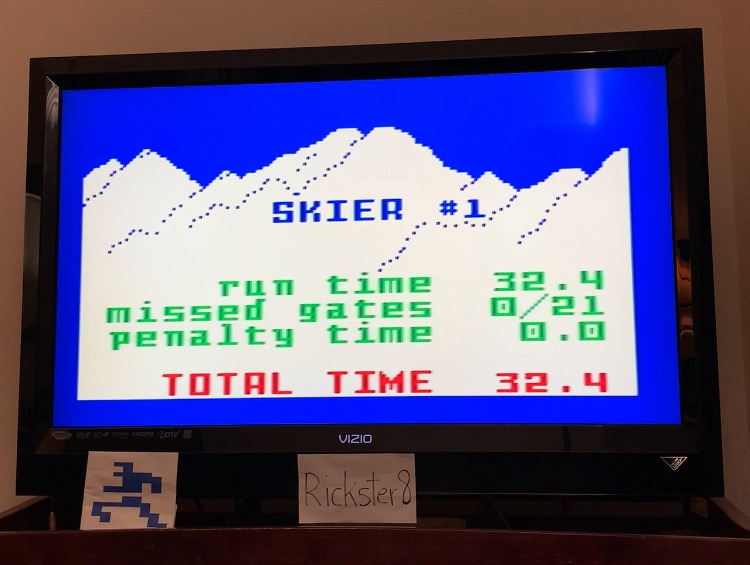 SKIER #1
run time 32.4
missed gates 0/21
penalty time 0.0
TOTAL TIME 32.4
VIZIO
Rickster8